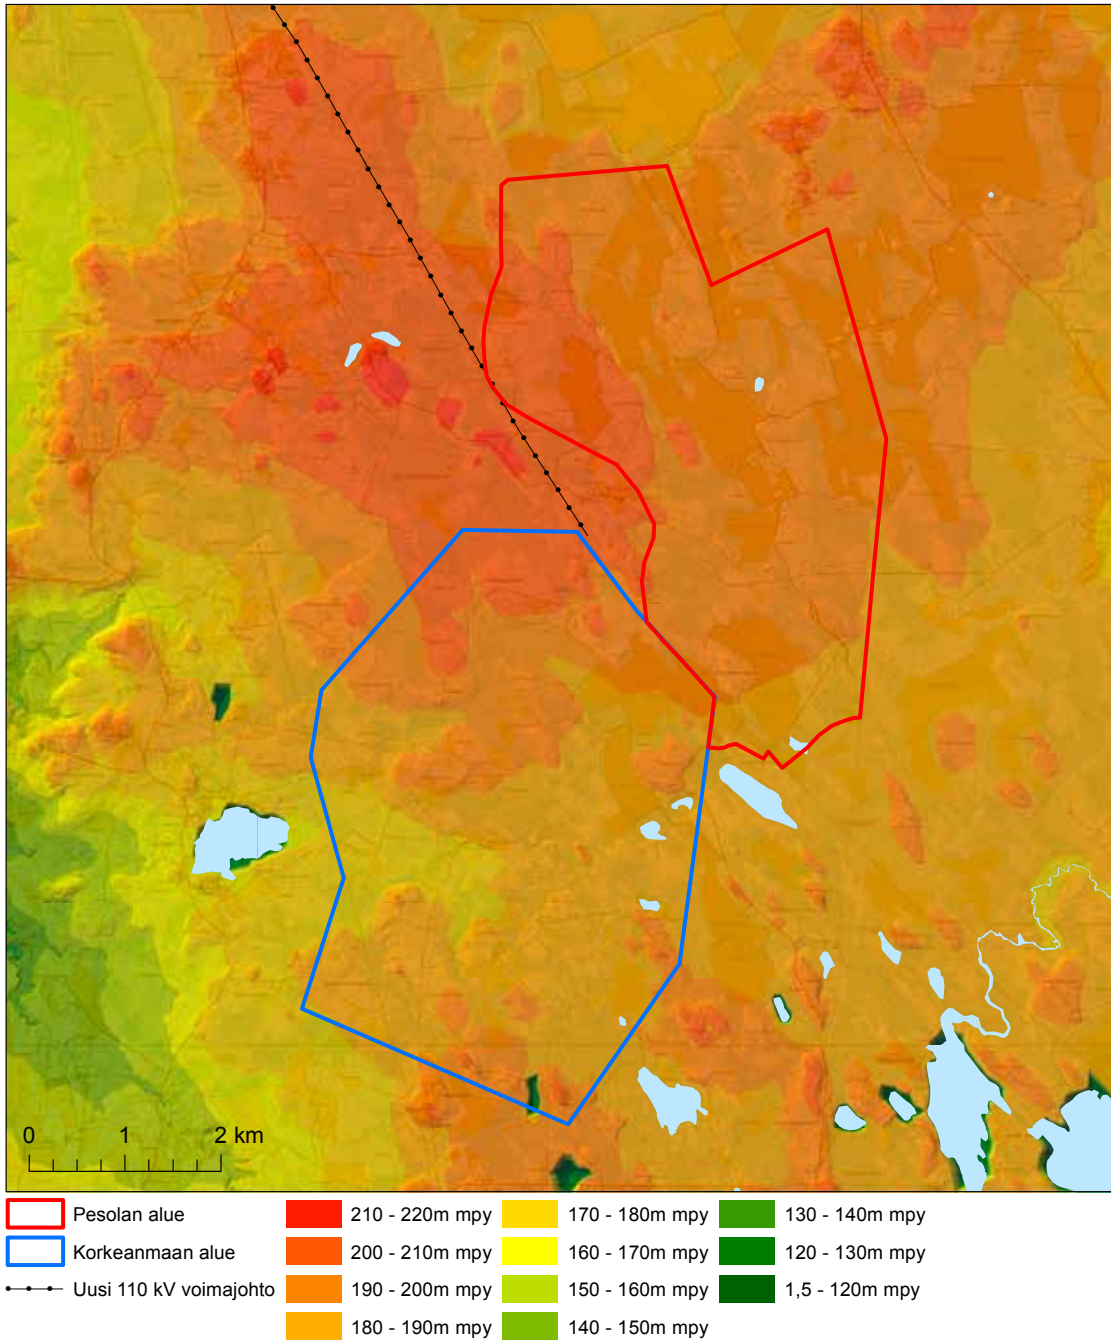 0 1 2 km
Pesolan alue
Korkeanmaan alue
Uusi 110 kV voimajohto
210 - 220m mpy
200 - 210m mpy
190 - 200m mpy
180 - 190m mpy
170 - 180m mpy
160 - 170m mpy
150 - 160m mpy
140 - 150m mpy
130 - 140m mpy
120 - 130m mpy
1,5 - 120m mpy